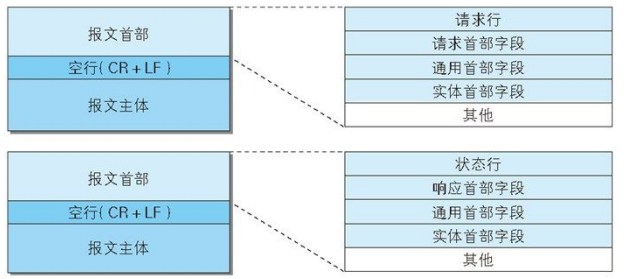 报文首部
空行(CR+LF)
报文主体
请求行
请求首部字段
通用首部字段
实体首部字段
其他
报文首部
空行(CR+LF)
报文主体
状态行
响应首部字段
通用首部字段
实体首部字段
其他